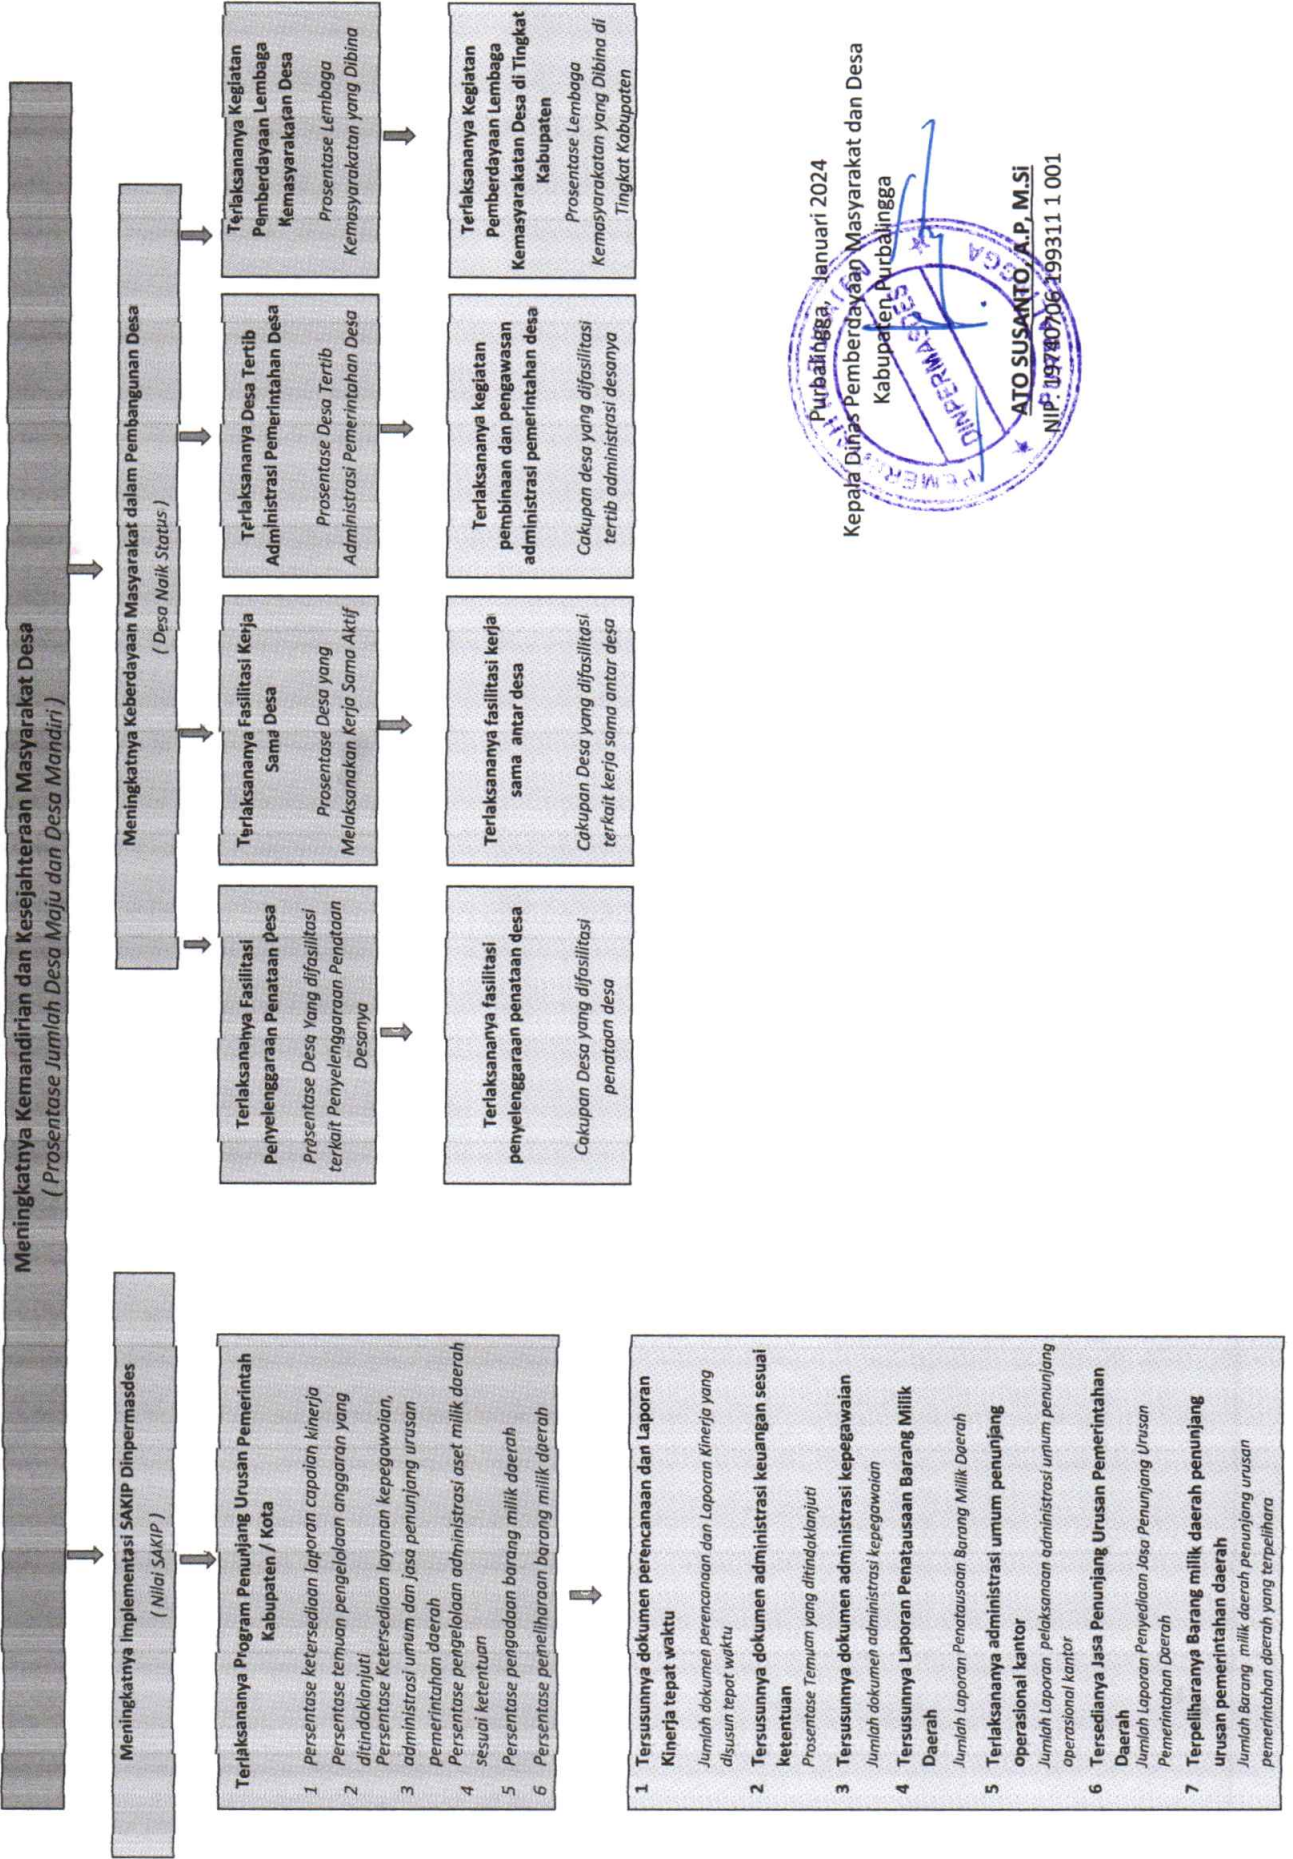 Meningkatnya Kemandirian dan Kesejahteraan Masyarakat Desa
( Prosentase Jumlah Desa Maju dan Desa Mandiri )
Meningkatnya Implementasi SAKIP Dinpermasdes
( Nilai SAKIP )
Meningkatnya Keberdayaan Masyarakat dalam Pembangunan Desa
( Desa Naik Status )
Terlaksananya Program Penunjang Urusan Pemerintah
Kabupaten / Kota
1 Persentase ketersediaan laporan capaian kinerja
2 Persentase temuan pengelolaan anggaran yang
ditindaklanjuti
Persentase Ketersediaan layanan kepegawaian,
3 administrasi umum dan jasa penunjang urusan
pemerintahan daerah
4 Persentase pengelolaan administrasi aset milik daerah
sesuai ketentuan
5 Persentase pengadaan barang milik daerah
6 Persentase pemeliharaan barang milik daerah
Terlaksananya Fasilitasi
Penyelenggaraan Penataan Desa
Prosentase Desa Yang difasilitasi
terkait Penyelenggaraan Penataan
Desanya
Terlaksananya Fasilitasi Kerja
Sama Desa
Prosentase Desa yang
Melaksanakan Kerja Sama Aktif
Terlaksananya Desa Tertib
Administrasi Pemerintahan Desa
Prosentase Desa Tertib
Administrasi Pemerintahan Desa
Terlaksananya Kegiatan
Pemberdayaan Lembaga
Kemasyarakatan Desa
Prosentase Lembaga
Kemasyarakatan yang Dibina
1 Tersusunnya dokumen perencanaan dan Laporan
Kinerja tepat waktu
Jumlah dokumen perencanaan dan Laporan Kinerja yang
disusun tepat waktu
2 Tersusunnya dokumen administrasi keuangan sesuai
ketentuan
Prosentase Temuan yang ditindaklanjuti
3 Tersusunnya dokumen administrasi kepegawaian
Jumlah dokumen administrasi kepegawaian
4 Tersusunnya Laporan Penatausaan Barang Milik
Daerah
Jumlah Laporan Penatausaan Barang Milik Daerah
5 Terlaksananya administrasi umum penunjang
operasional kantor
Jumlah Laporan pelaksanaan administrasi umum penunjang
operasional kantor
6 Tersedianya Jasa Penunjang Urusan Pemerintahan
Daerah
Jumlah Laporan Penyediaan Jasa Penunjang Urusan
Pemerintahan Daerah
7 Terpeliharanya Barang milik daerah penunjang
urusan pemerintahan daerah
Jumlah Barang milik daerah penunjang urusan
pemerintahan daerah yang terpelihara
Terlaksananya fasilitasi
penyelenggaraan penataan desa
Cakupan Desa yang difasilitasi
penataan desa
Terlaksananya fasilitasi kerja
sama antar desa
Cakupan Desa yang difasilitasi
terkait kerja sama antar desa
Terlaksananya kegiatan
pembinaan dan pengawasan
administrasi pemerintahan desa
Cakupan desa yang difasilitasi
tertib administrasi desanya
Terlaksananya Kegiatan
Pemberdayaan Lembaga
Kemasyarakatan Desa di Tingkat
Kabupaten
Prosentase Lembaga
Kemasyarakatan yang Dibina di
Tingkat Kabupaten
Purbalingga, Januari 2024
Kepala Dinas Pemberdayaan Masyarakat dan Desa
Kabupaten Purbalingga
DINPERMASDES
ATO SUSANTO, A.P, M.Si
NIP. 19740706 199311 1 001